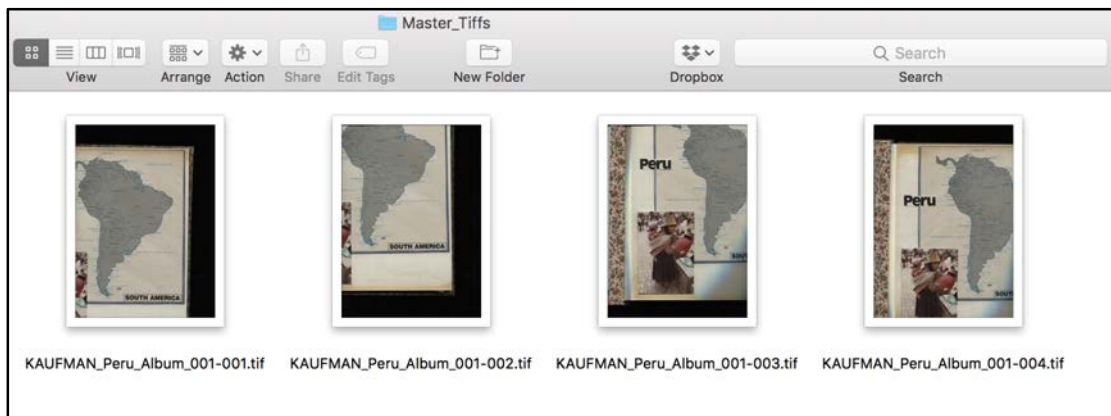 Master_Tiffs
Search
View Arrange Action Share Edit Tags New Folder Dropbox Search
SOUTH AMERICA
SOUTH AMERICA
Peru
Peru
KAUFMAN_Peru_Album_001-001.tif KAUFMAN_Peru_Album_001-002.tif KAUFMAN_Peru_Album_001-003.tif KAUFMAN_Peru_Album_001-004.tif